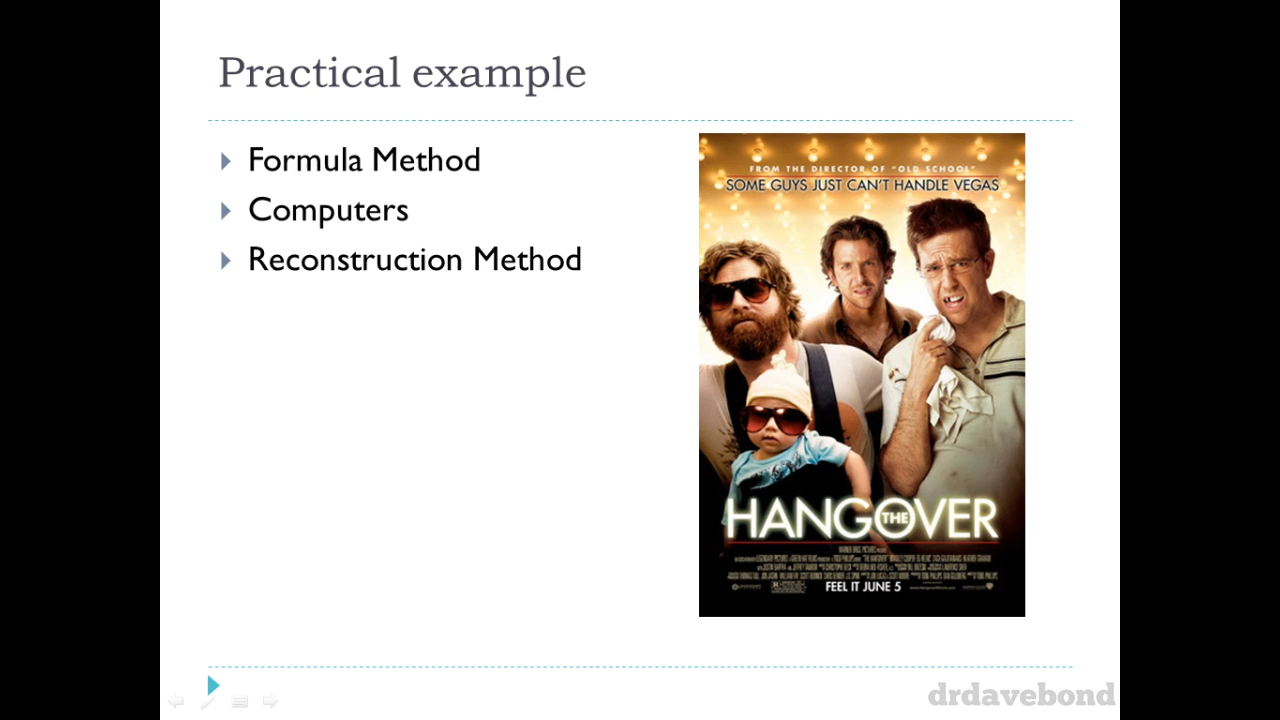 Practical example
Formula Method
Computers
Reconstruction Method
FROM THE DIRECTOR OF "OLD SCHOOL"
SOME GUYS JUST CAN'T HANDLE VEGAS
THE HANGOVER
FEEL IT JUNE 5
drdavebond